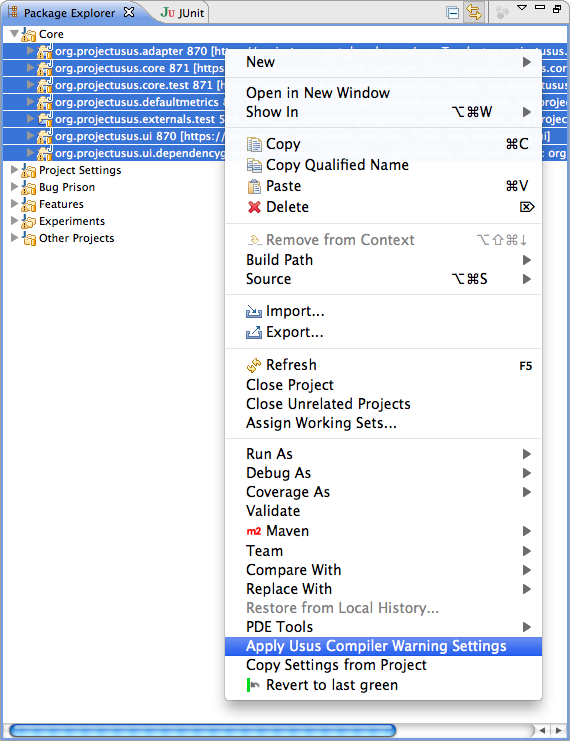 Package Explorer JUnit
Core
org.projectusus.adapter 870 [
org.projectusus.core 871 [https
org.projectusus.core.test 871 [
org.projectusus.defaultmetrics
org.projectusus.externals.test 5
org.projectusus.ui 870 [https://
org.projectusus.ui.dependency
Project Settings
Bug Prison
Features
Experiments
Other Projects
New
Open in New Window
Show In ⌥⌘W
Copy ⌘C
Copy Qualified Name
Paste ⌘V
Delete ⌦
Remove from Context ⌥⇧⌘↓
Build Path
Source ⌥⌘S
Import...
Export...
Refresh F5
Close Project
Close Unrelated Projects
Assign Working Sets...
Run As
Debug As
Coverage As
Validate
m2 Maven
Team
Compare With
Replace With
Restore from Local History...
PDE Tools
Apply Usus Compiler Warning Settings
Copy Settings from Project
Revert to last green